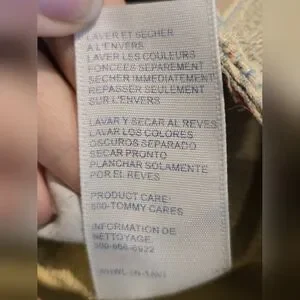 LAVER ET SECHER
A L'ENVERS
LAVER LES COULEURS
FONCEES SEPAREMENT
SECHER IMMEDIATEMENT
REPASSER SEULEMENT
SUR L'ENVERS
LAVAR Y SECAR AL REVES
LAVAR LOS COLORES
OSCUROS SEPARADO
SECAR PRONTO
PLANCHAR SOLAMENTE
POR EL REVES
PRODUCT CARE:
800-TOMMY CARES
INFORMACION DE
NETTOYAGE